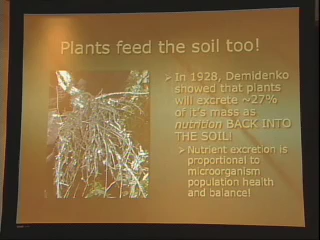 Plants feed the soil too!
In 1928, Demidenko
showed that plants
will excrete ~27%
of it's mass as
nutrition BACK INTO
THE SOIL!
Nutrient excretion is
proportional to
microorganism
population health
and balance!